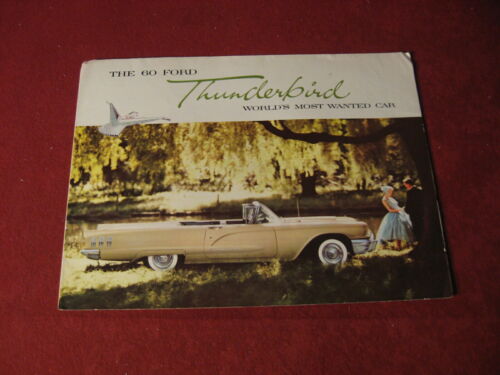 THE 60 FORD
Thunderbird
WORLD'S MOST WANTED CAR